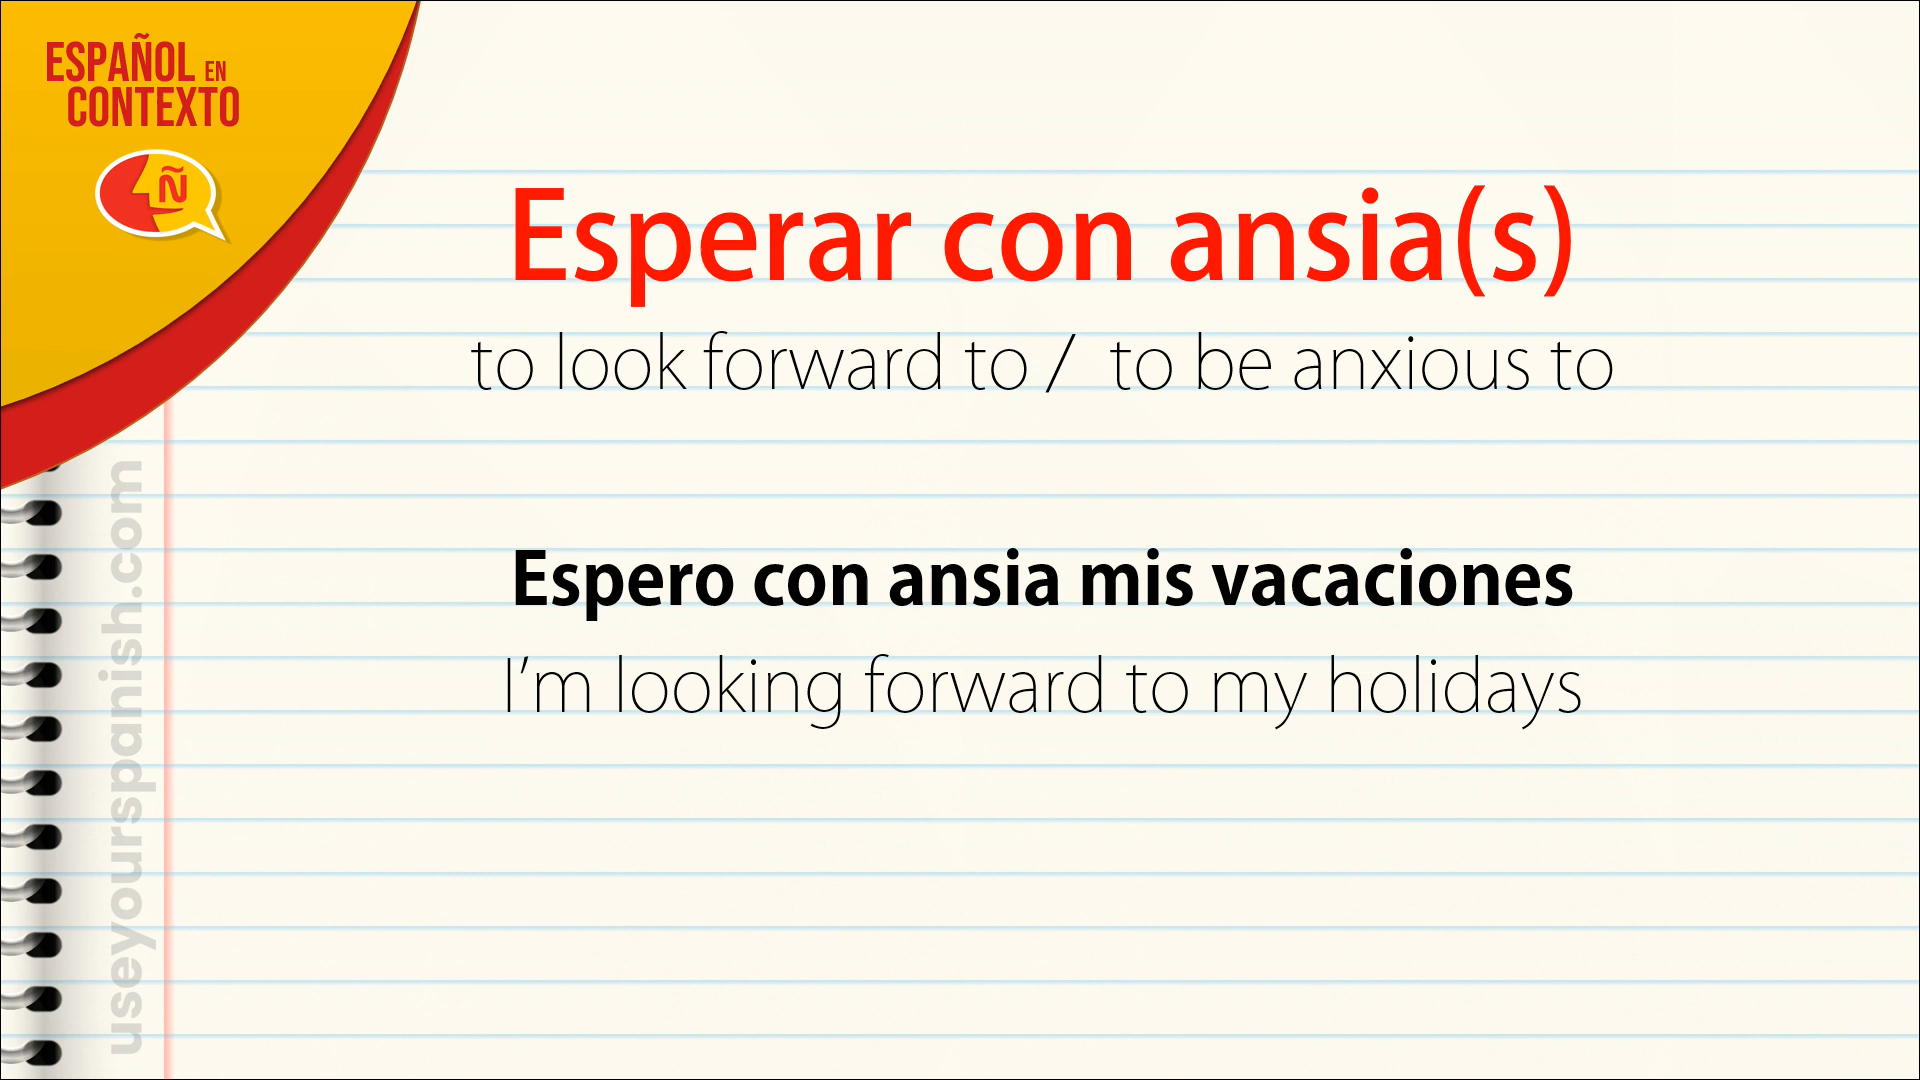 ESPAÑOL EN
CONTEXTO
Ñ
Esperar con ansia(s)
to look forward to / to be anxious to
Espero con ansia mis vacaciones
I’m looking forward to my holidays
useyourspanish.com